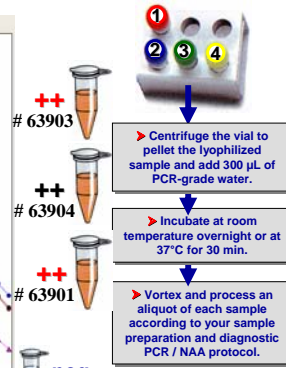 1
2
3
4
++
# 63903
++
# 63904
++
# 63901
➤ Centrifuge the vial to
pellet the lyophilized
sample and add 300 µL of
PCR-grade water.
➤ Incubate at room
temperature overnight or at
37°C for 30 min.
➤ Vortex and process an
aliquot of each sample
according to your sample
preparation and diagnostic
PCR / NAA protocol.